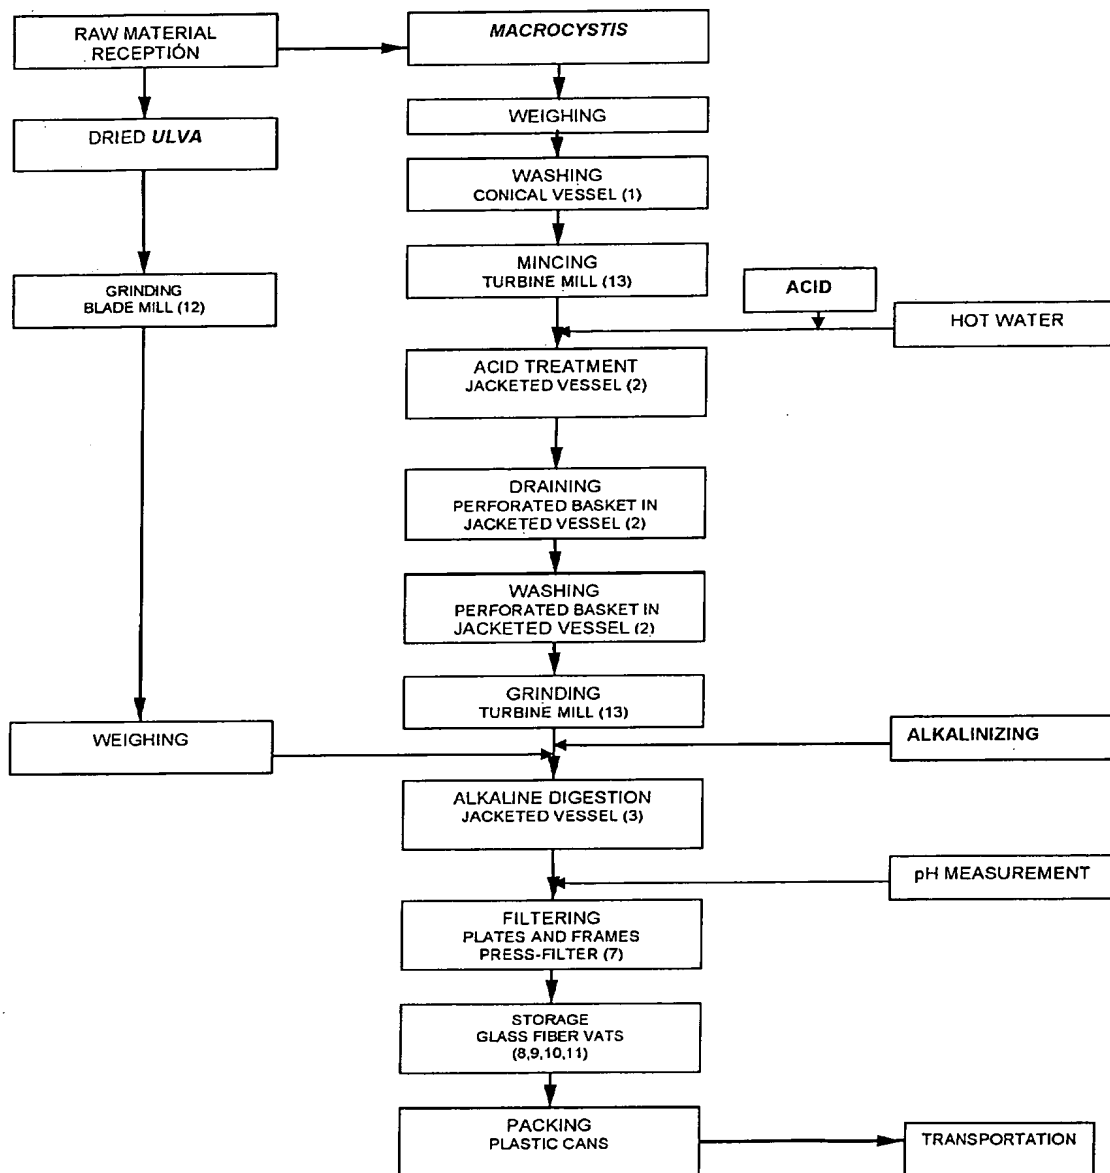 RAW MATERIAL
RECEPTIÓN
MACROCYSTIS
WEIGHING
DRIED ULVA
WASHING
CONICAL VESSEL (1)
MINCING
TURBINE MILL (13)
GRINDING
BLADE MILL (12)
ACID
HOT WATER
ACID TREATMENT
JACKETED VESSEL (2)
DRAINING
PERFORATED BASKET IN
JACKETED VESSEL (2)
WASHING
PERFORATED BASKET IN
JACKETED VESSEL (2)
GRINDING
TURBINE MILL (13)
WEIGHING
ALKALINIZING
ALKALINE DIGESTION
JACKETED VESSEL (3)
pH MEASUREMENT
FILTERING
PLATES AND FRAMES
PRESS-FILTER (7)
STORAGE
GLASS FIBER VATS
(8,9,10,11)
PACKING
PLASTIC CANS
TRANSPORTATION